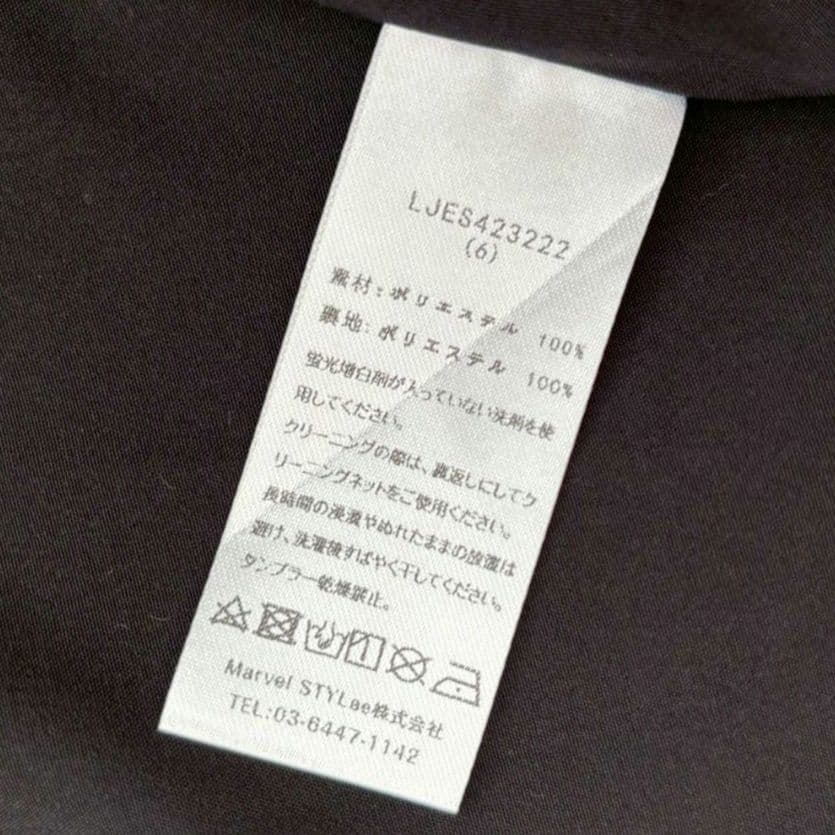 LJES423222
(6)
素材:ポリエステル 100%
裏地:ポリエステル 100%
蛍光増白剤が入っていない洗剤を使
用してください。
クリーニングの際は、裏返しにしてク
リーニングネットをご使用ください。
長時間の浸漬やぬれたままの放置は
避け、洗濯後すばやく干してください。
タンブラー乾燥禁止。
Marvel STYLee株式会社
TEL:03-6447-1142